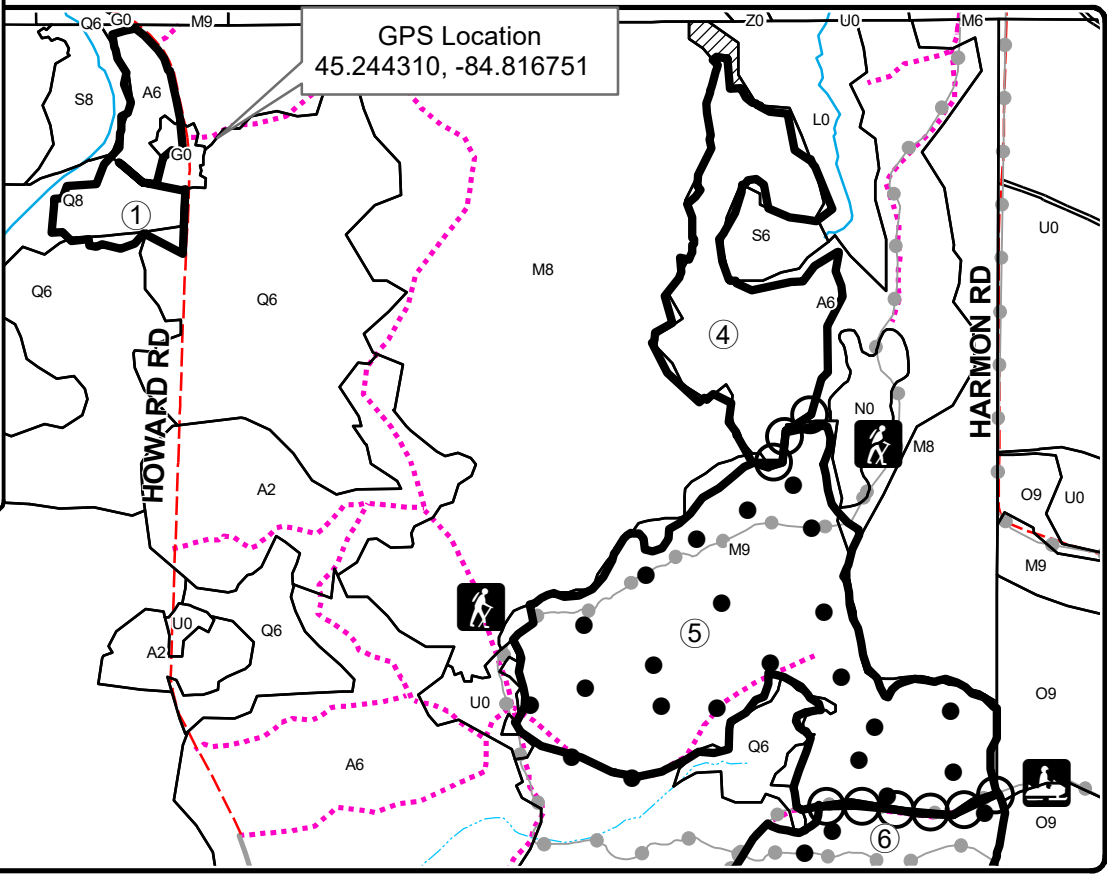 Q6
G0
M9
GPS Location
45.244310, -84.816751
Z0
U0
M6
S8
A6
L0
G0
Q8
1
S6
U0
M8
Q6
Q6
A6
4
HOWARD RD
HARMON RD
N0
M8
A2
O9
U0
M9
M9
U0
Q6
A2
5
U0
O9
Q6
A6
O9
6